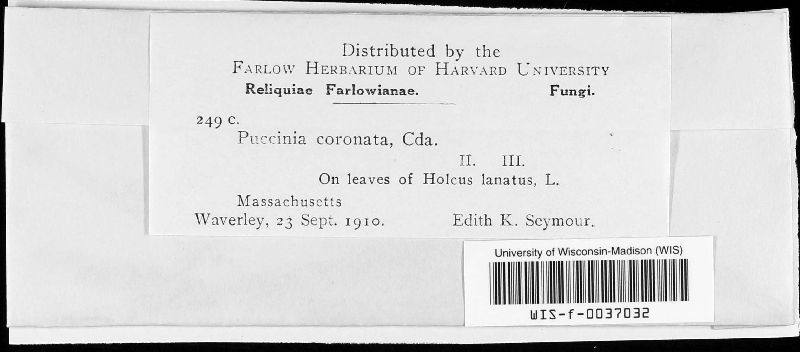 Distributed by the
FARLOW HERBARIUM OF HARVARD UNIVERSITY
Reliquiae Farlowianae. Fungi.
249 c.
Puccinia coronata, Cda.
II. III.
On leaves of Holcus lanatus, L.
Massachusetts
Waverley, 23 Sept. 1910. Edith K. Seymour.
University of Wisconsin-Madison (WIS)
WIS-f-0037032